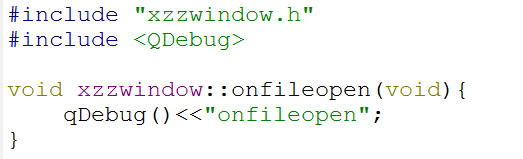 #include "xzzwindow.h"
#include <QDebug>
void xzzwindow::onfileopen(void){
    qDebug()<<"onfileopen";
}